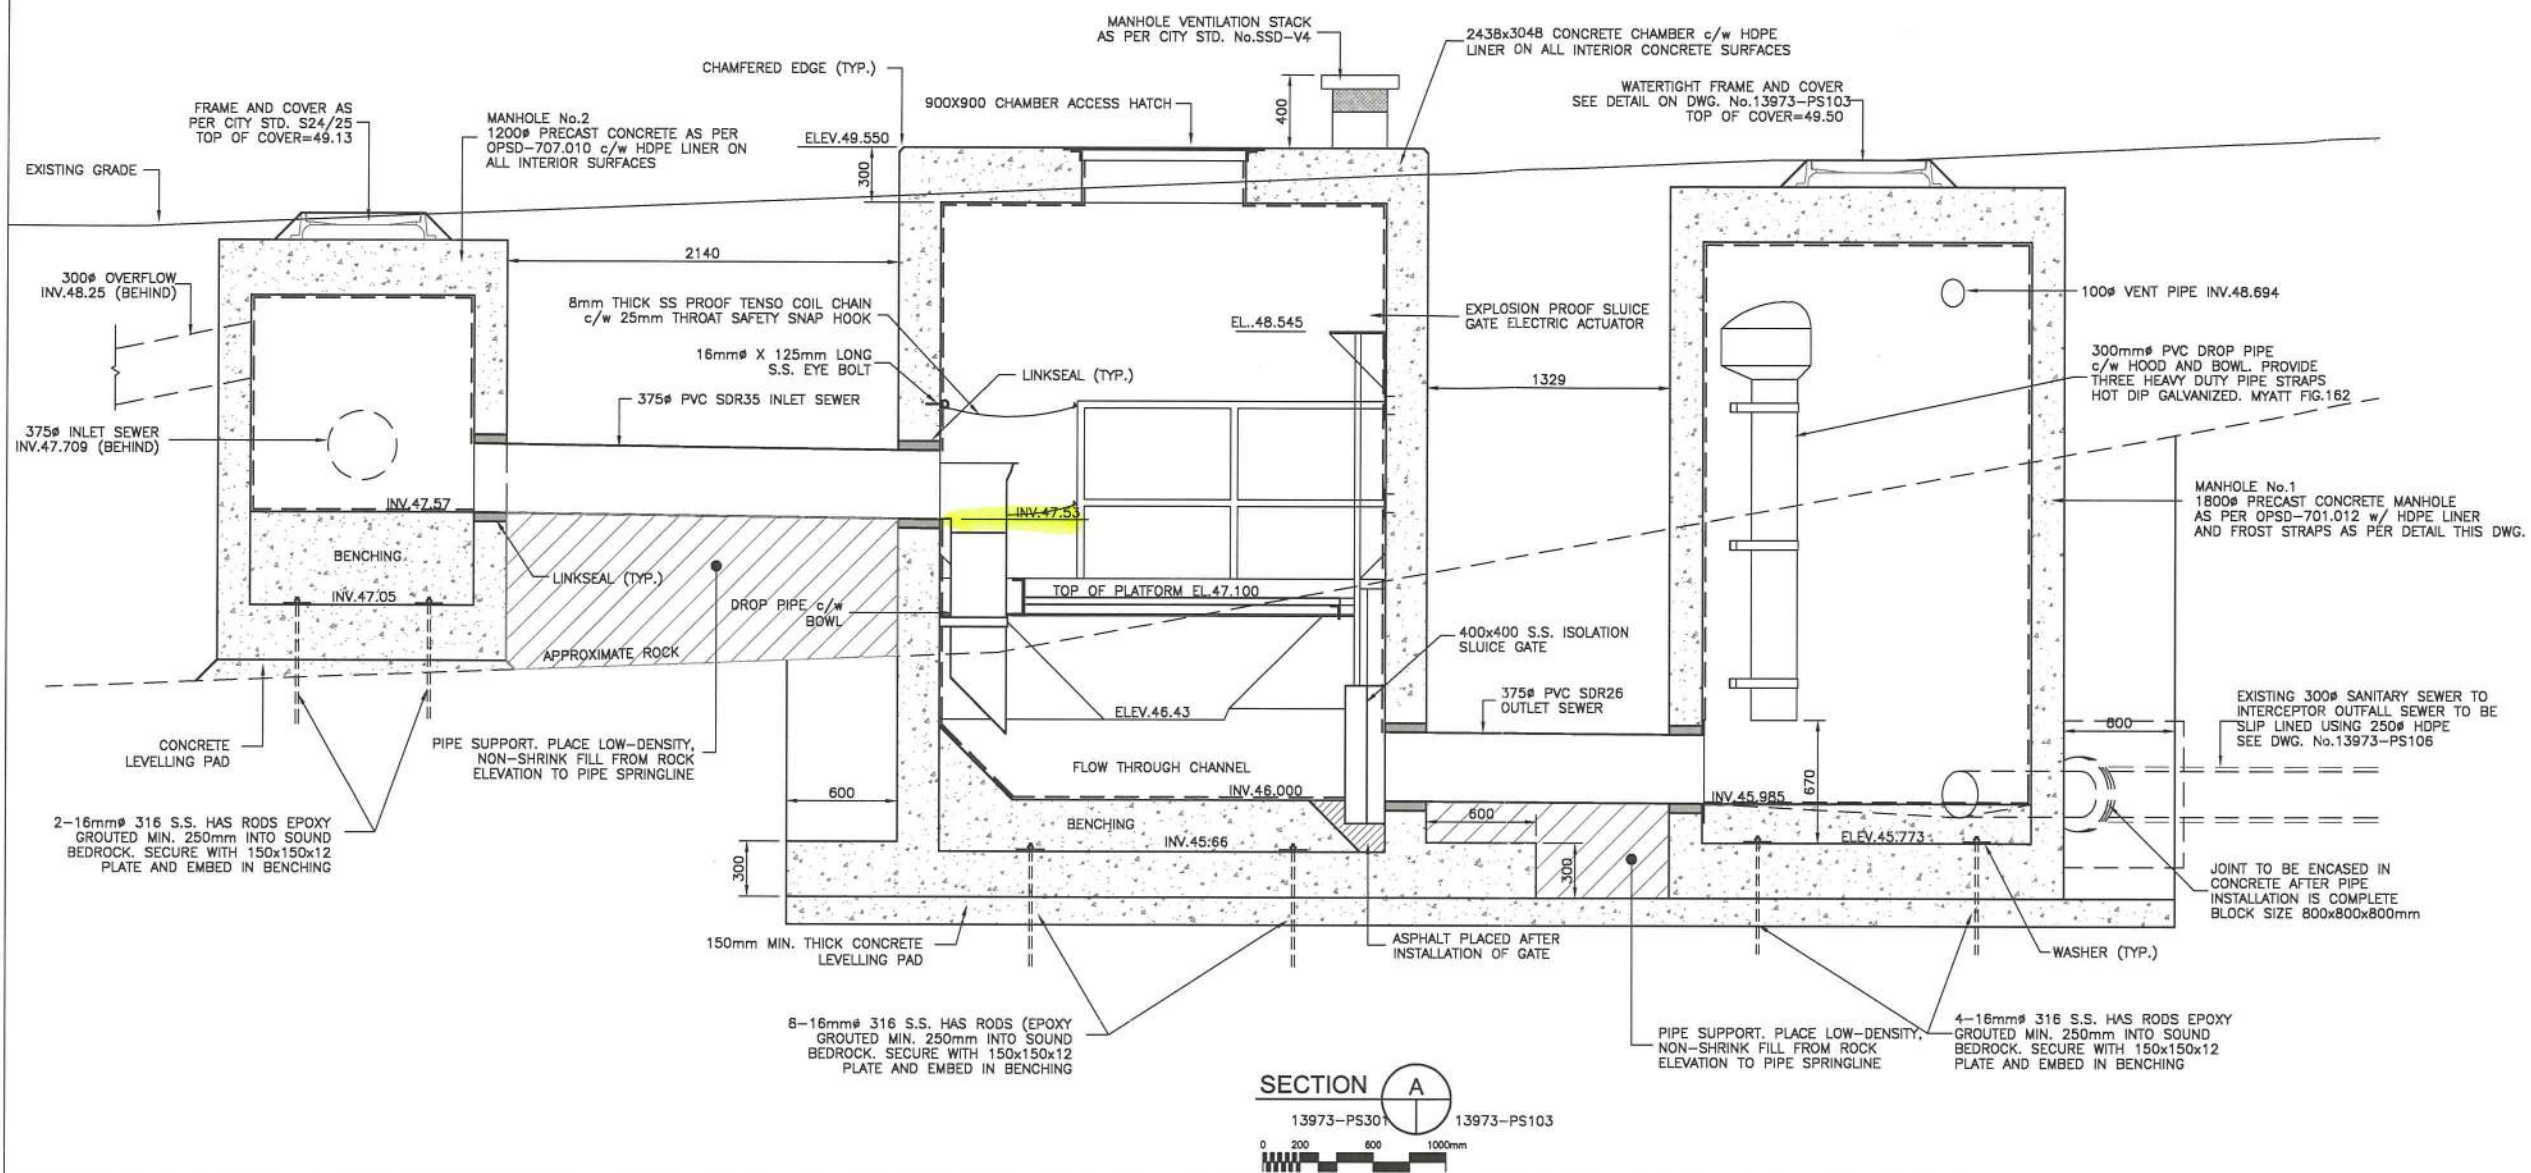 MANHOLE VENTILATION STACK
AS PER CITY STD. No.SSD-V4
2438x3048 CONCRETE CHAMBER c/w HDPE
LINER ON ALL INTERIOR CONCRETE SURFACES
CHAMFERED EDGE (TYP.)
900X900 CHAMBER ACCESS HATCH
400
WATERTIGHT FRAME AND COVER
SEE DETAIL ON DWG. No.13973-PS103
TOP OF COVER=49.50
FRAME AND COVER AS
PER CITY STD. S24/25
TOP OF COVER=49.13
MANHOLE No.2
1200ø PRECAST CONCRETE AS PER
OPSD-707.010 c/w HDPE LINER ON
ALL INTERIOR SURFACES
ELEV.49.550
300
EXISTING GRADE
2140
300ø OVERFLOW
INV.48.25 (BEHIND)
8mm THICK SS PROOF TENSO COIL CHAIN
c/w 25mm THROAT SAFETY SNAP HOOK
EL..48.545
EXPLOSION PROOF SLUICE
GATE ELECTRIC ACTUATOR
100ø VENT PIPE INV.48.694
16mmø X 125mm LONG
S.S. EYE BOLT
LINKSEAL (TYP.)
1329
300mmø PVC DROP PIPE
c/w HOOD AND BOWL. PROVIDE
THREE HEAVY DUTY PIPE STRAPS
HOT DIP GALVANIZED. MYATT FIG.162
375ø PVC SDR35 INLET SEWER
375ø INLET SEWER
INV.47.709 (BEHIND)
INV.47.57
INV.47.53
MANHOLE No.1
1800ø PRECAST CONCRETE MANHOLE
AS PER OPSD-701.012 w/ HDPE LINER
AND FROST STRAPS AS PER DETAIL THIS DWG.
BENCHING
LINKSEAL (TYP.)
INV.47.05
TOP OF PLATFORM EL.47.100
DROP PIPE c/w
BOWL
400x400 S.S. ISOLATION
SLUICE GATE
APPROXIMATE ROCK
375ø PVC SDR26
OUTLET SEWER
ELEV.46.43
EXISTING 300ø SANITARY SEWER TO
INTERCEPTOR OUTFALL SEWER TO BE
SLIP LINED USING 250ø HDPE
SEE DWG. No.13973-PS106
800
CONCRETE
LEVELLING PAD
PIPE SUPPORT. PLACE LOW-DENSITY,
NON-SHRINK FILL FROM ROCK
ELEVATION TO PIPE SPRINGLINE
FLOW THROUGH CHANNEL
600
INV.46.000
INV.45.985
670
600
2-16mmø 316 S.S. HAS RODS EPOXY
GROUTED MIN. 250mm INTO SOUND
BEDROCK. SECURE WITH 150x150x12
PLATE AND EMBED IN BENCHING
BENCHING
INV.45.66
ELEV.45.773
300
300
JOINT TO BE ENCASED IN
CONCRETE AFTER PIPE
INSTALLATION IS COMPLETE
BLOCK SIZE 800x800x800mm
150mm MIN. THICK CONCRETE
LEVELLING PAD
ASPHALT PLACED AFTER
INSTALLATION OF GATE
WASHER (TYP.)
8-16mmø 316 S.S. HAS RODS (EPOXY
GROUTED MIN. 250mm INTO SOUND
BEDROCK. SECURE WITH 150x150x12
PLATE AND EMBED IN BENCHING
PIPE SUPPORT. PLACE LOW-DENSITY,
NON-SHRINK FILL FROM ROCK
ELEVATION TO PIPE SPRINGLINE
4-16mmø 316 S.S. HAS RODS EPOXY
GROUTED MIN. 250mm INTO SOUND
BEDROCK. SECURE WITH 150x150x12
PLATE AND EMBED IN BENCHING
SECTION A
13973-PS301 13973-PS103
0 200 600 1000mm